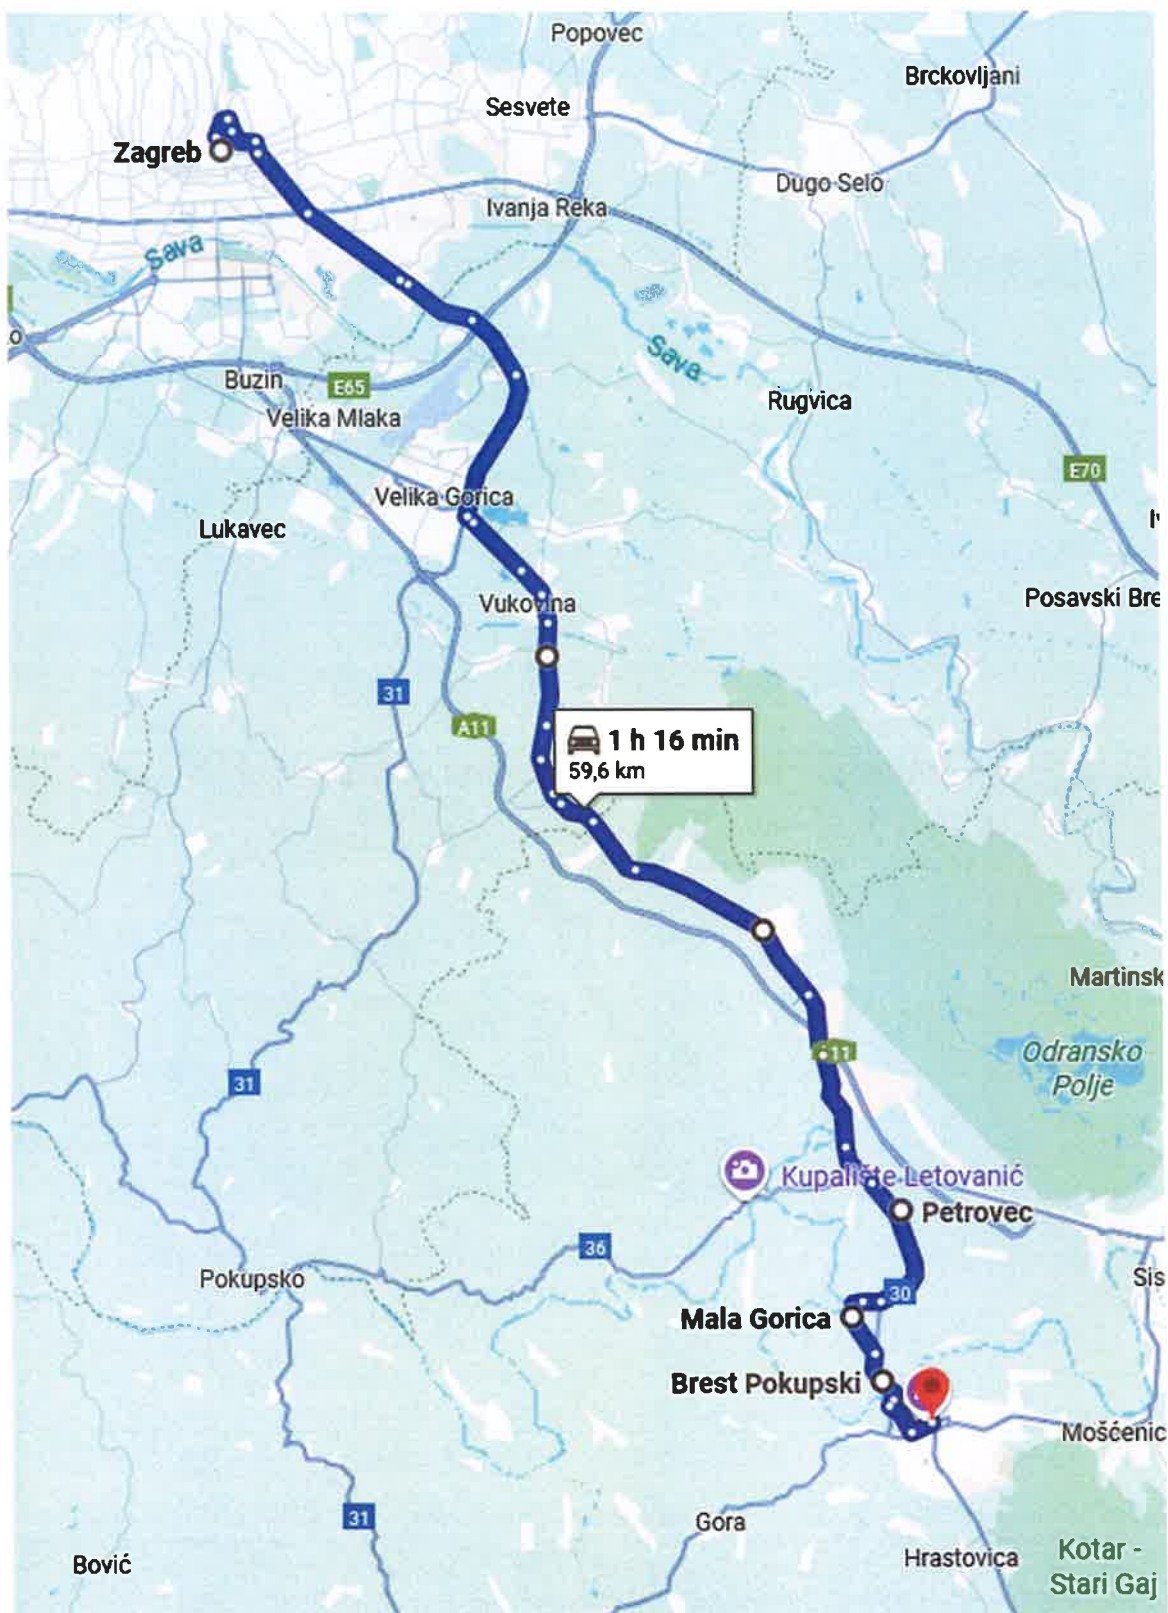 Popovec
Brckovljani
Sesvete
Zagreb
Dugo Selo
Ivanja Reka
Sava
Sava
Buzin
E65
Velika Mlaka
Rugvica
E70
Velika Gorica
Lukavec
Vukovina
Posavski Bre
31
A11
1 h 16 min
59,6 km
Martinsk
Odransko
Polje
11
31
Kupalište Letovanić
Petrovec
36
Pokupsko
Sis
30
Mala Gorica
Brest Pokupski
Mošćenic
31
Gora
Hrastovica
Kotar -
Stari Gaj
Bović